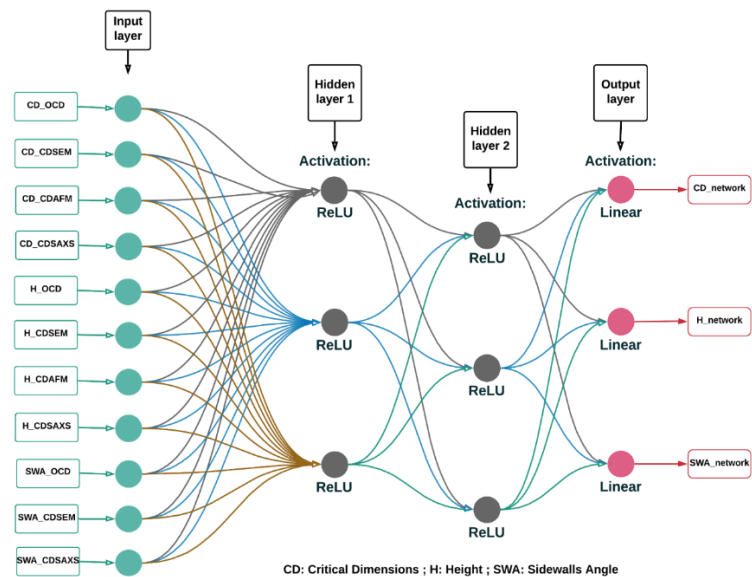 Input
layer
CD_OCD
CD_CDSEM
CD_CDAFM
CD_CDSAXS
H_OCD
H_CDSEM
H_CDAFM
H_CDSAXS
SWA_OCD
SWA_CDSEM
SWA_CDSAXS
Hidden
layer 1
Activation:
ReLU
ReLU
ReLU
Hidden
layer 2
Activation:
ReLU
ReLU
ReLU
Output
layer
Activation:
Linear
Linear
Linear
CD_network
H_network
SWA_network
CD: Critical Dimensions ; H: Height ; SWA: Sidewalls Angle